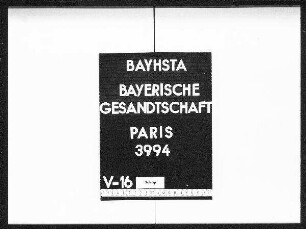 BAYHSTA
BAYERISCHE
GESANDTSCHAFT
PARIS
3994
V-16